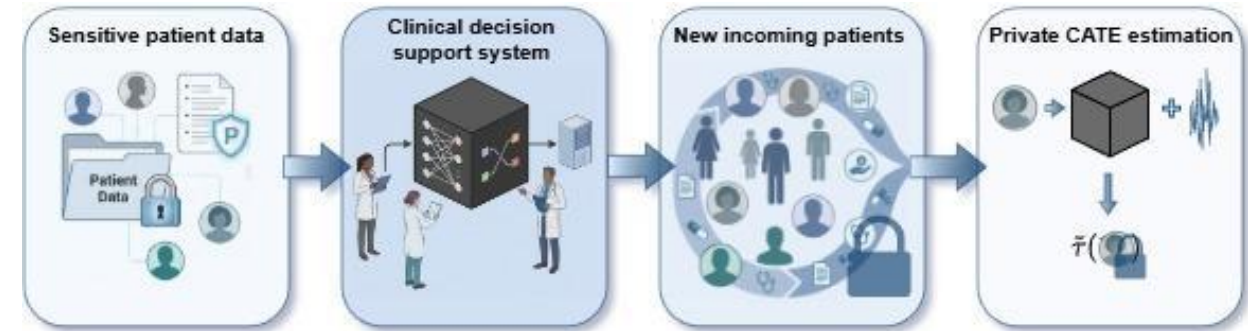 Sensitive patient data
Patient
Data
P
Clinical decision
support system
New incoming patients
Private CATE estimation
+
τ̃( )